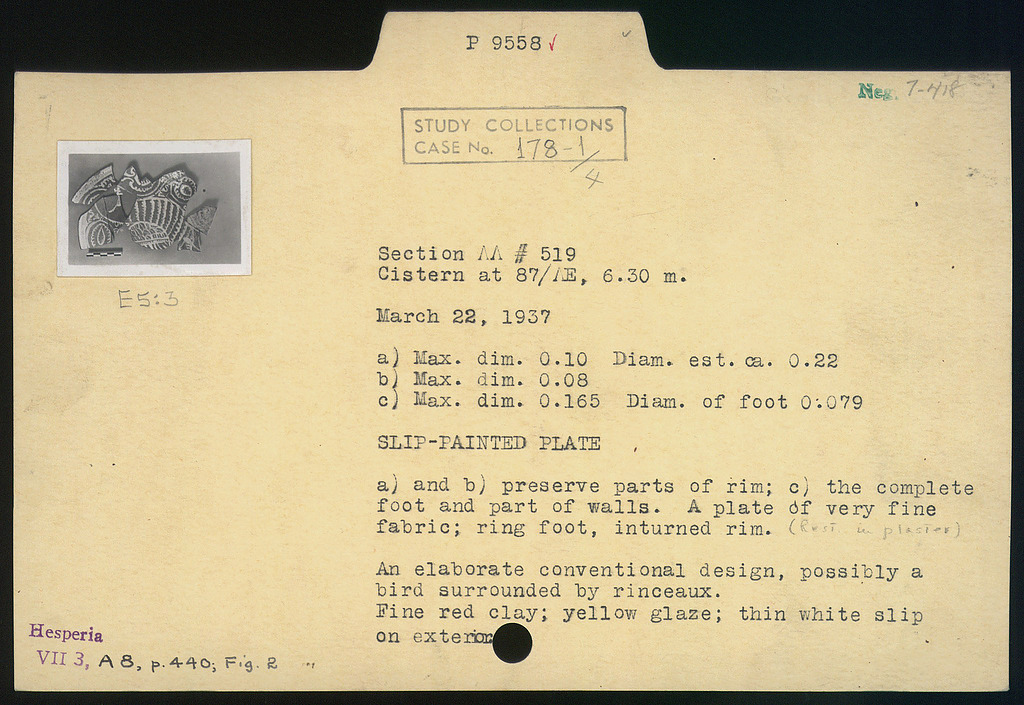 P 9558 ✓
Neg. 7-418
STUDY COLLECTIONS
CASE No. 178-1/4
Section ΛΛ # 519
Cistern at 87/ΛE, 6.30 m.
E5:3
March 22, 1937
a) Max. dim. 0.10 Diam. est. ca. 0.22
b) Max. dim. 0.08
c) Max. dim. 0.165 Diam. of foot 0.079
SLIP-PAINTED PLATE
a) and b) preserve parts of rim; c) the complete
foot and part of walls. A plate of very fine
fabric; ring foot, inturned rim. (Rest. in plaster)
An elaborate conventional design, possibly a
bird surrounded by rinceaux.
Fine red clay; yellow glaze; thin white slip
on exterior
Hesperia
VII 3, A 8, p. 440; Fig. 2